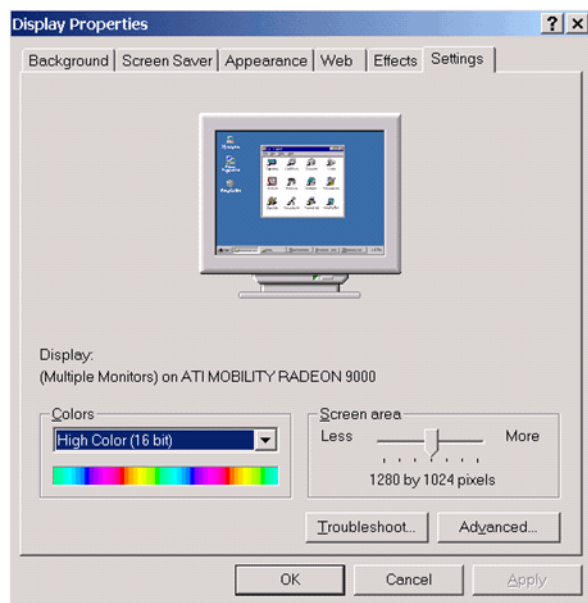 Display Properties
Background Screen Saver Appearance Web Effects Settings
Display:
(Multiple Monitors) on ATI MOBILITY RADEON 9000
Colors
High Color (16 bit)
Screen area
Less More
1280 by 1024 pixels
Troubleshoot... Advanced...
OK Cancel Apply